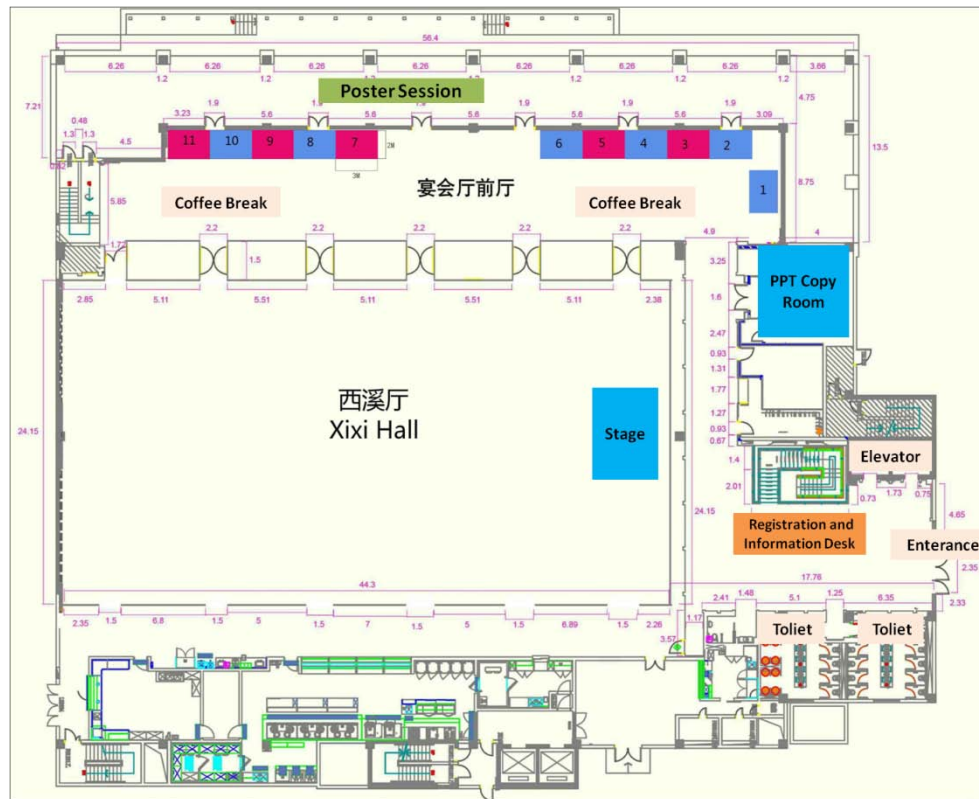 56.4
6.26 6.26 6.26 6.26 6.26 6.26 6.26 3.66
1.2 1.2 1.2 1.2 1.2 1.2
7.21
Poster Session
4.75
1.9 1.9 1.9 1.9 1.9 1.9
3.23 5.6 5.6 5.6 5.6 3.09
0.48
1.3 1.3
4.5
11 10 9 8 7
2M
3M
6 5 4 3 2
13.5
1
8.75
5.85
Coffee Break
宴会厅前厅
Coffee Break
2.2 2.2 2.2 2.2 2.2
4.9
4
1.5
3.25
PPT Copy
Room
2.85 5.11 5.51 5.11 5.51 5.11 2.38
1.6
2.47
0.93
1.31
1.77
1.27
0.93
0.67
西溪厅
Xixi Hall
24.15
Stage
Elevator
1.4
2.01
0.73
1.73
0.75
24.15
4.65
Registration and
Information Desk
Enterance
2.35
44.3
17.76
2.33
2.35 1.5 6.8 1.5 5 1.5 7 1.5 5 1.5 6.89 1.5 2.26
3.57
1.17
2.41 1.48 5.1 1.25 6.35
Toliet
Toliet